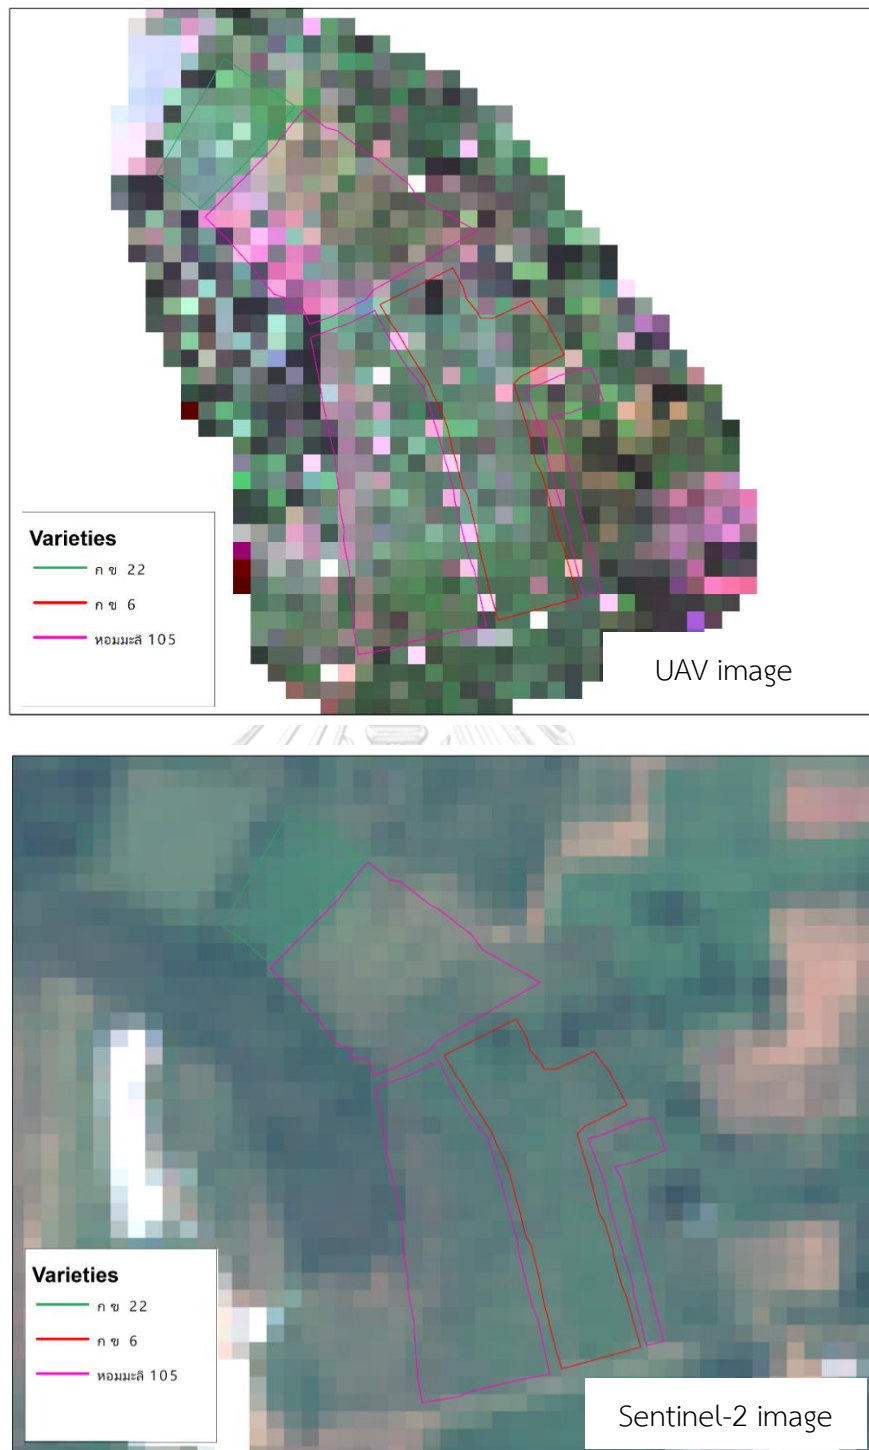 Varieties
ก ข 22
ก ข 6
หอมมะลิ 105
UAV image
Varieties
ก ข 22
ก ข 6
หอมมะลิ 105
Sentinel-2 image